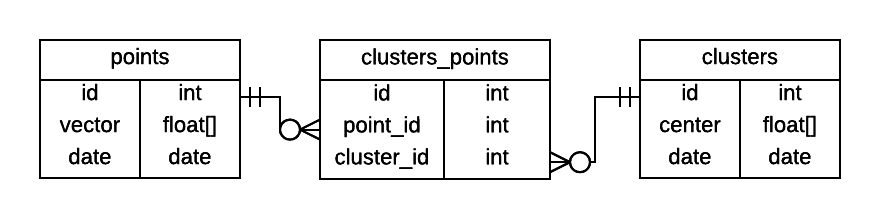 points
id int
vector float[]
date date
clusters_points
id int
point_id int
cluster_id int
clusters
id int
center float[]
date date